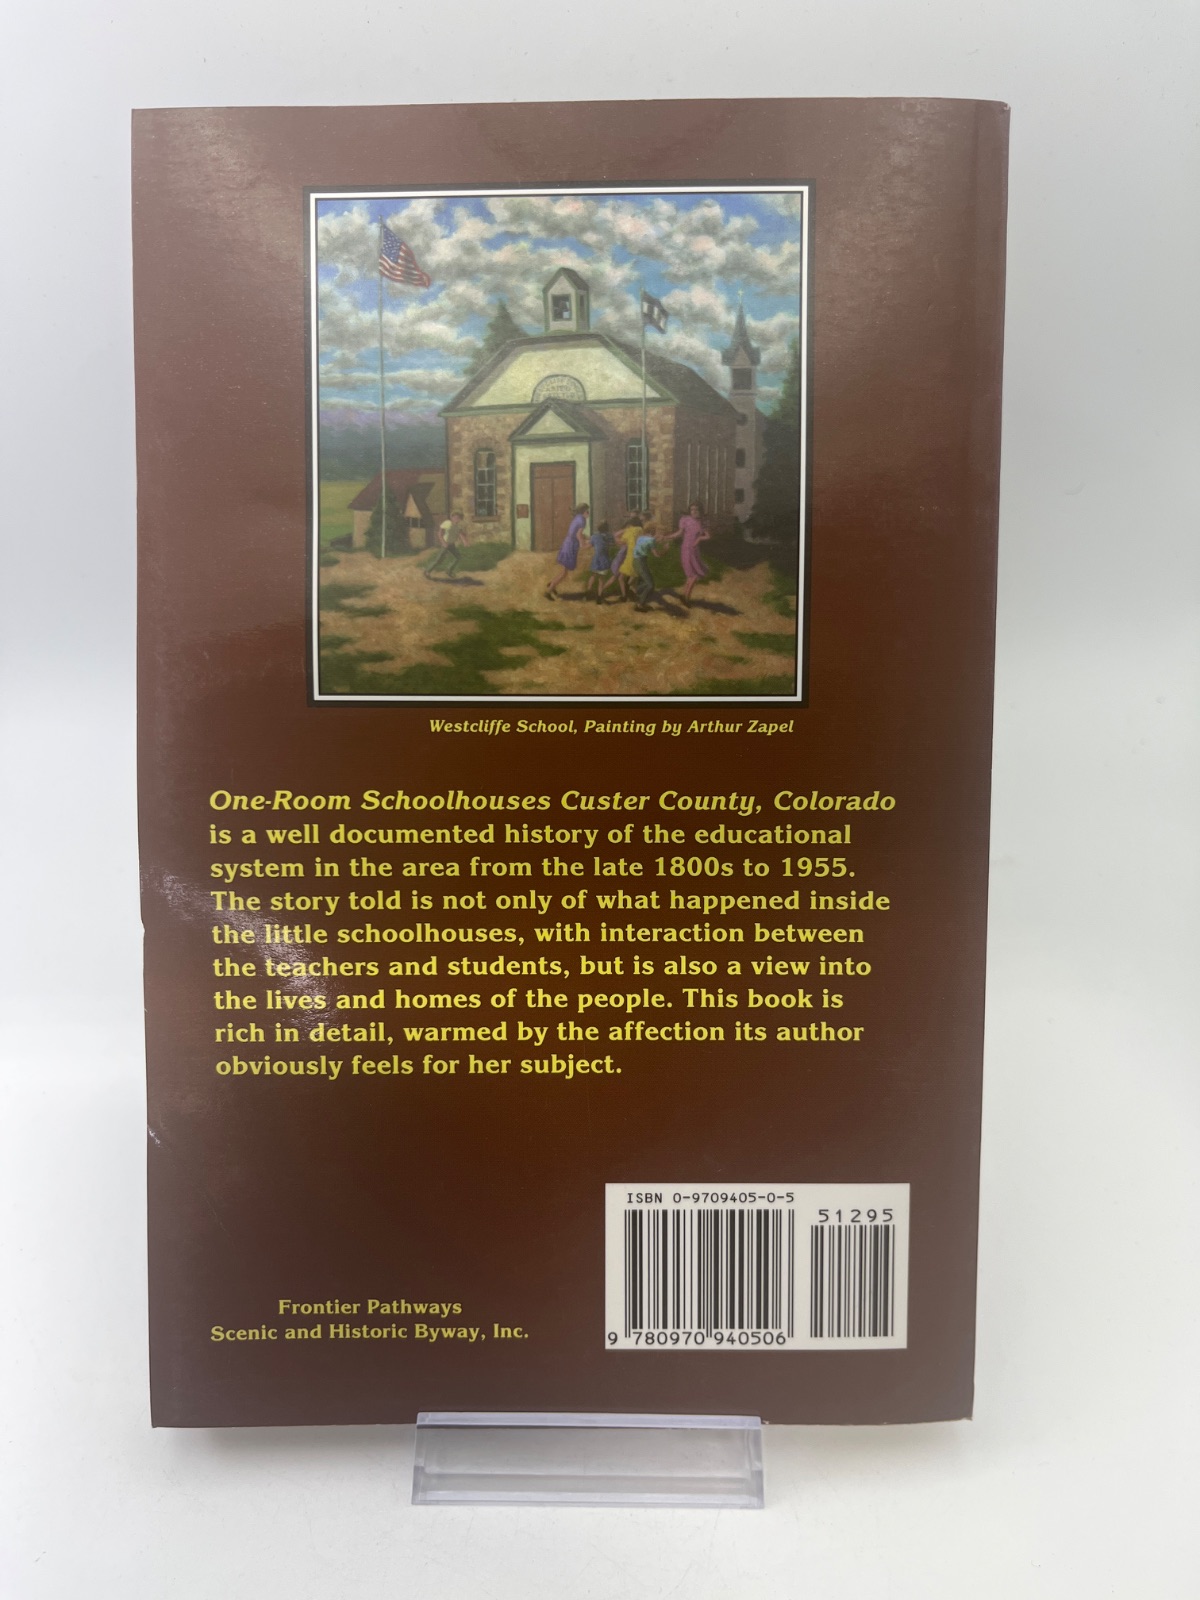 Westcliffe School, Painting by Arthur Zapel
One-Room Schoolhouses Custer County, Colorado
is a well documented history of the educational
system in the area from the late 1800s to 1955.
The story told is not only of what happened inside
the little schoolhouses, with interaction between
the teachers and students, but is also a view into
the lives and homes of the people. This book is
rich in detail, warmed by the affection its author
obviously feels for her subject.
Frontier Pathways
Scenic and Historic Byway, Inc.
ISBN 0-9709405-0-5
51295
9 780970 940506